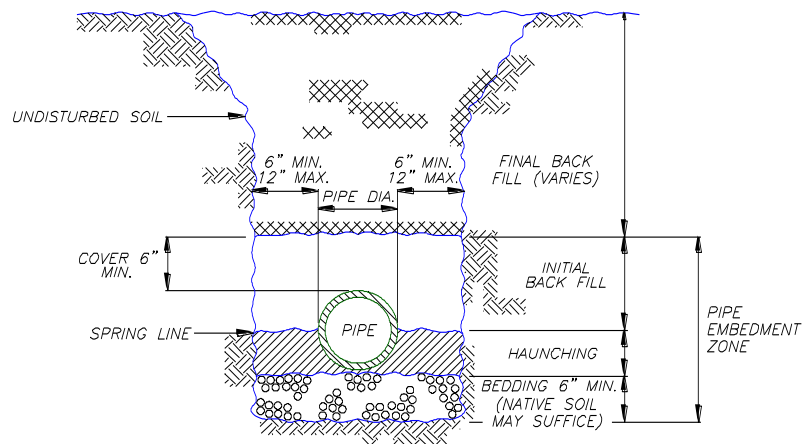 UNDISTURBED SOIL
6" MIN.
12" MAX.
6" MIN.
12" MAX.
PIPE DIA.
FINAL BACK
FILL (VARIES)
COVER 6"
MIN.
INITIAL
BACK FILL
PIPE
EMBEDMENT
ZONE
SPRING LINE
PIPE
HAUNCHING
BEDDING 6" MIN.
(NATIVE SOIL
MAY SUFFICE)